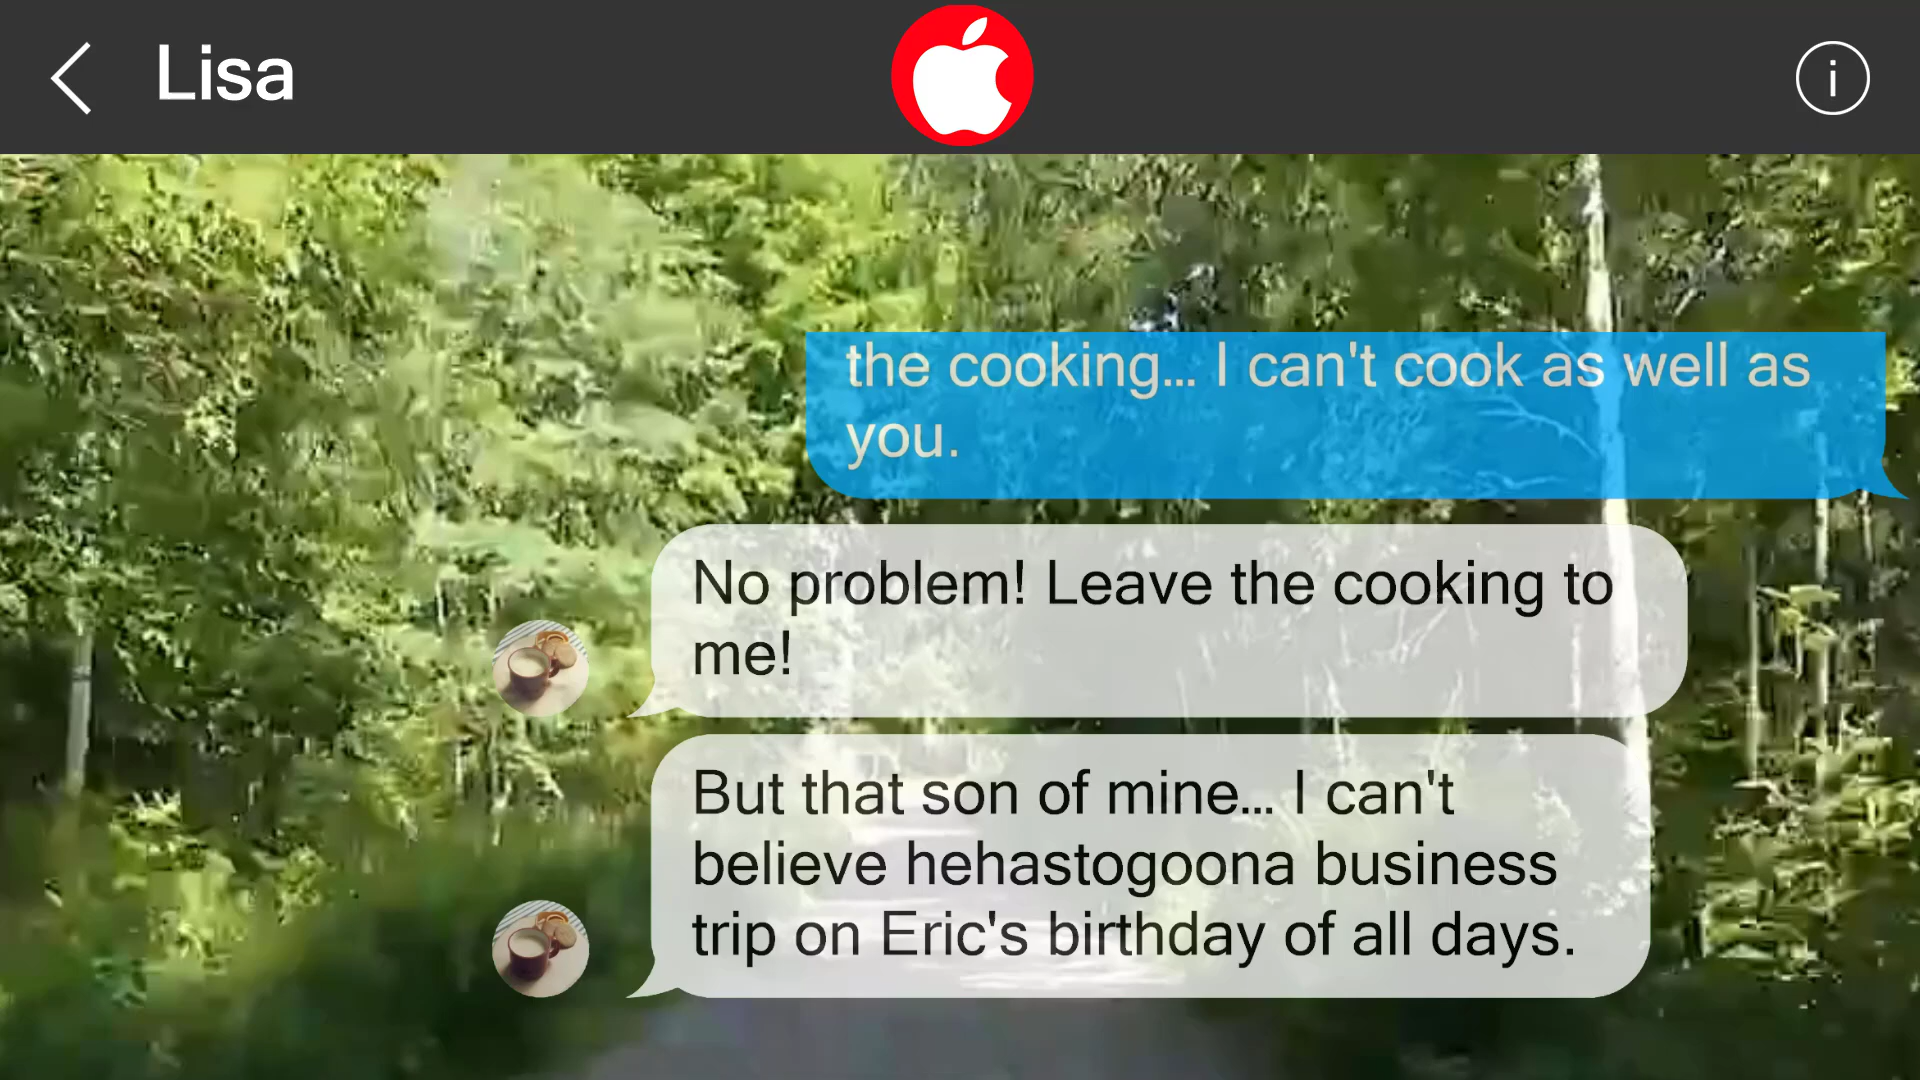 Lisa
the cooking... I can't cook as well as
you.
No problem! Leave the cooking to
me!
But that son of mine... I can't
believe hehastogoona business
trip on Eric's birthday of all days.